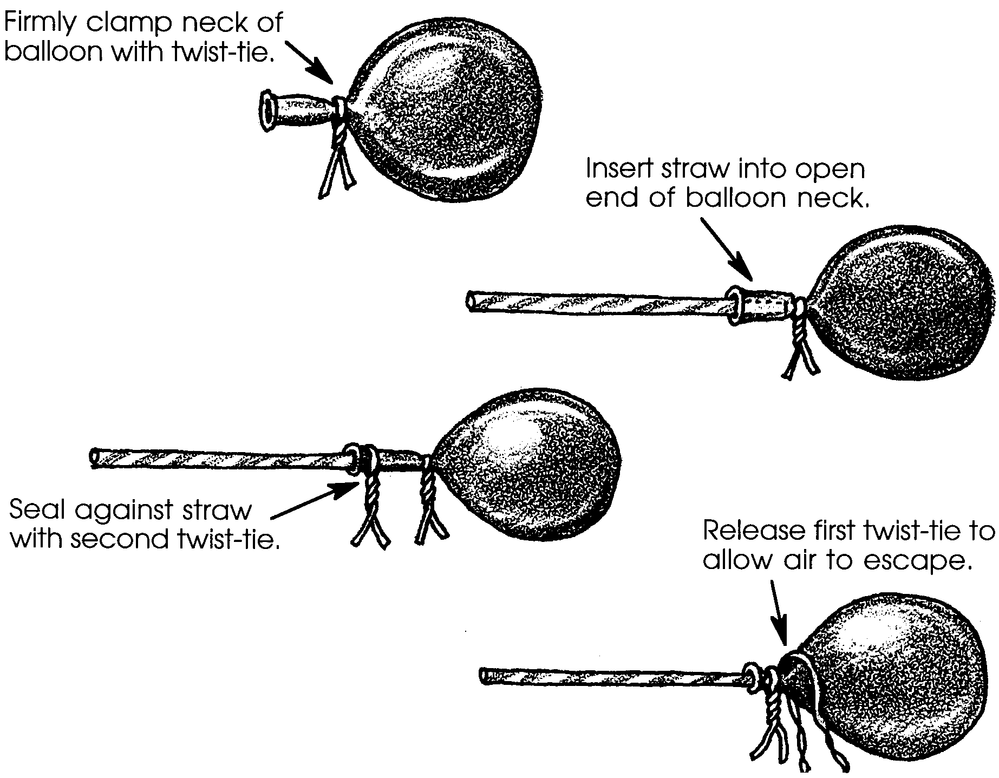 Firmly clamp neck of
balloon with twist-tie.
Insert straw into open
end of balloon neck.
Seal against straw
with second twist-tie.
Release first twist-tie to
allow air to escape.